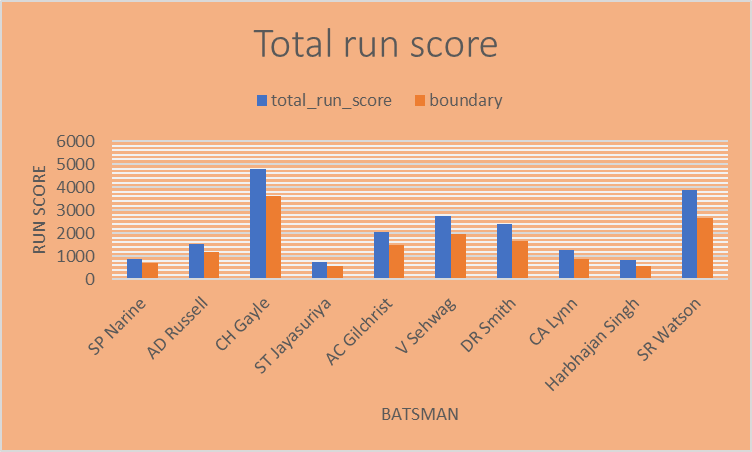 Total run score
total_run_score boundary
RUN SCORE
6000
5000
4000
3000
2000
1000
0
SP Narine
AD Russell
CH Gayle
ST Jayasuriya
AC Gilchrist
V Sehwag
DR Smith
CA Lynn
Harbhajan Singh
SR Watson
BATSMAN